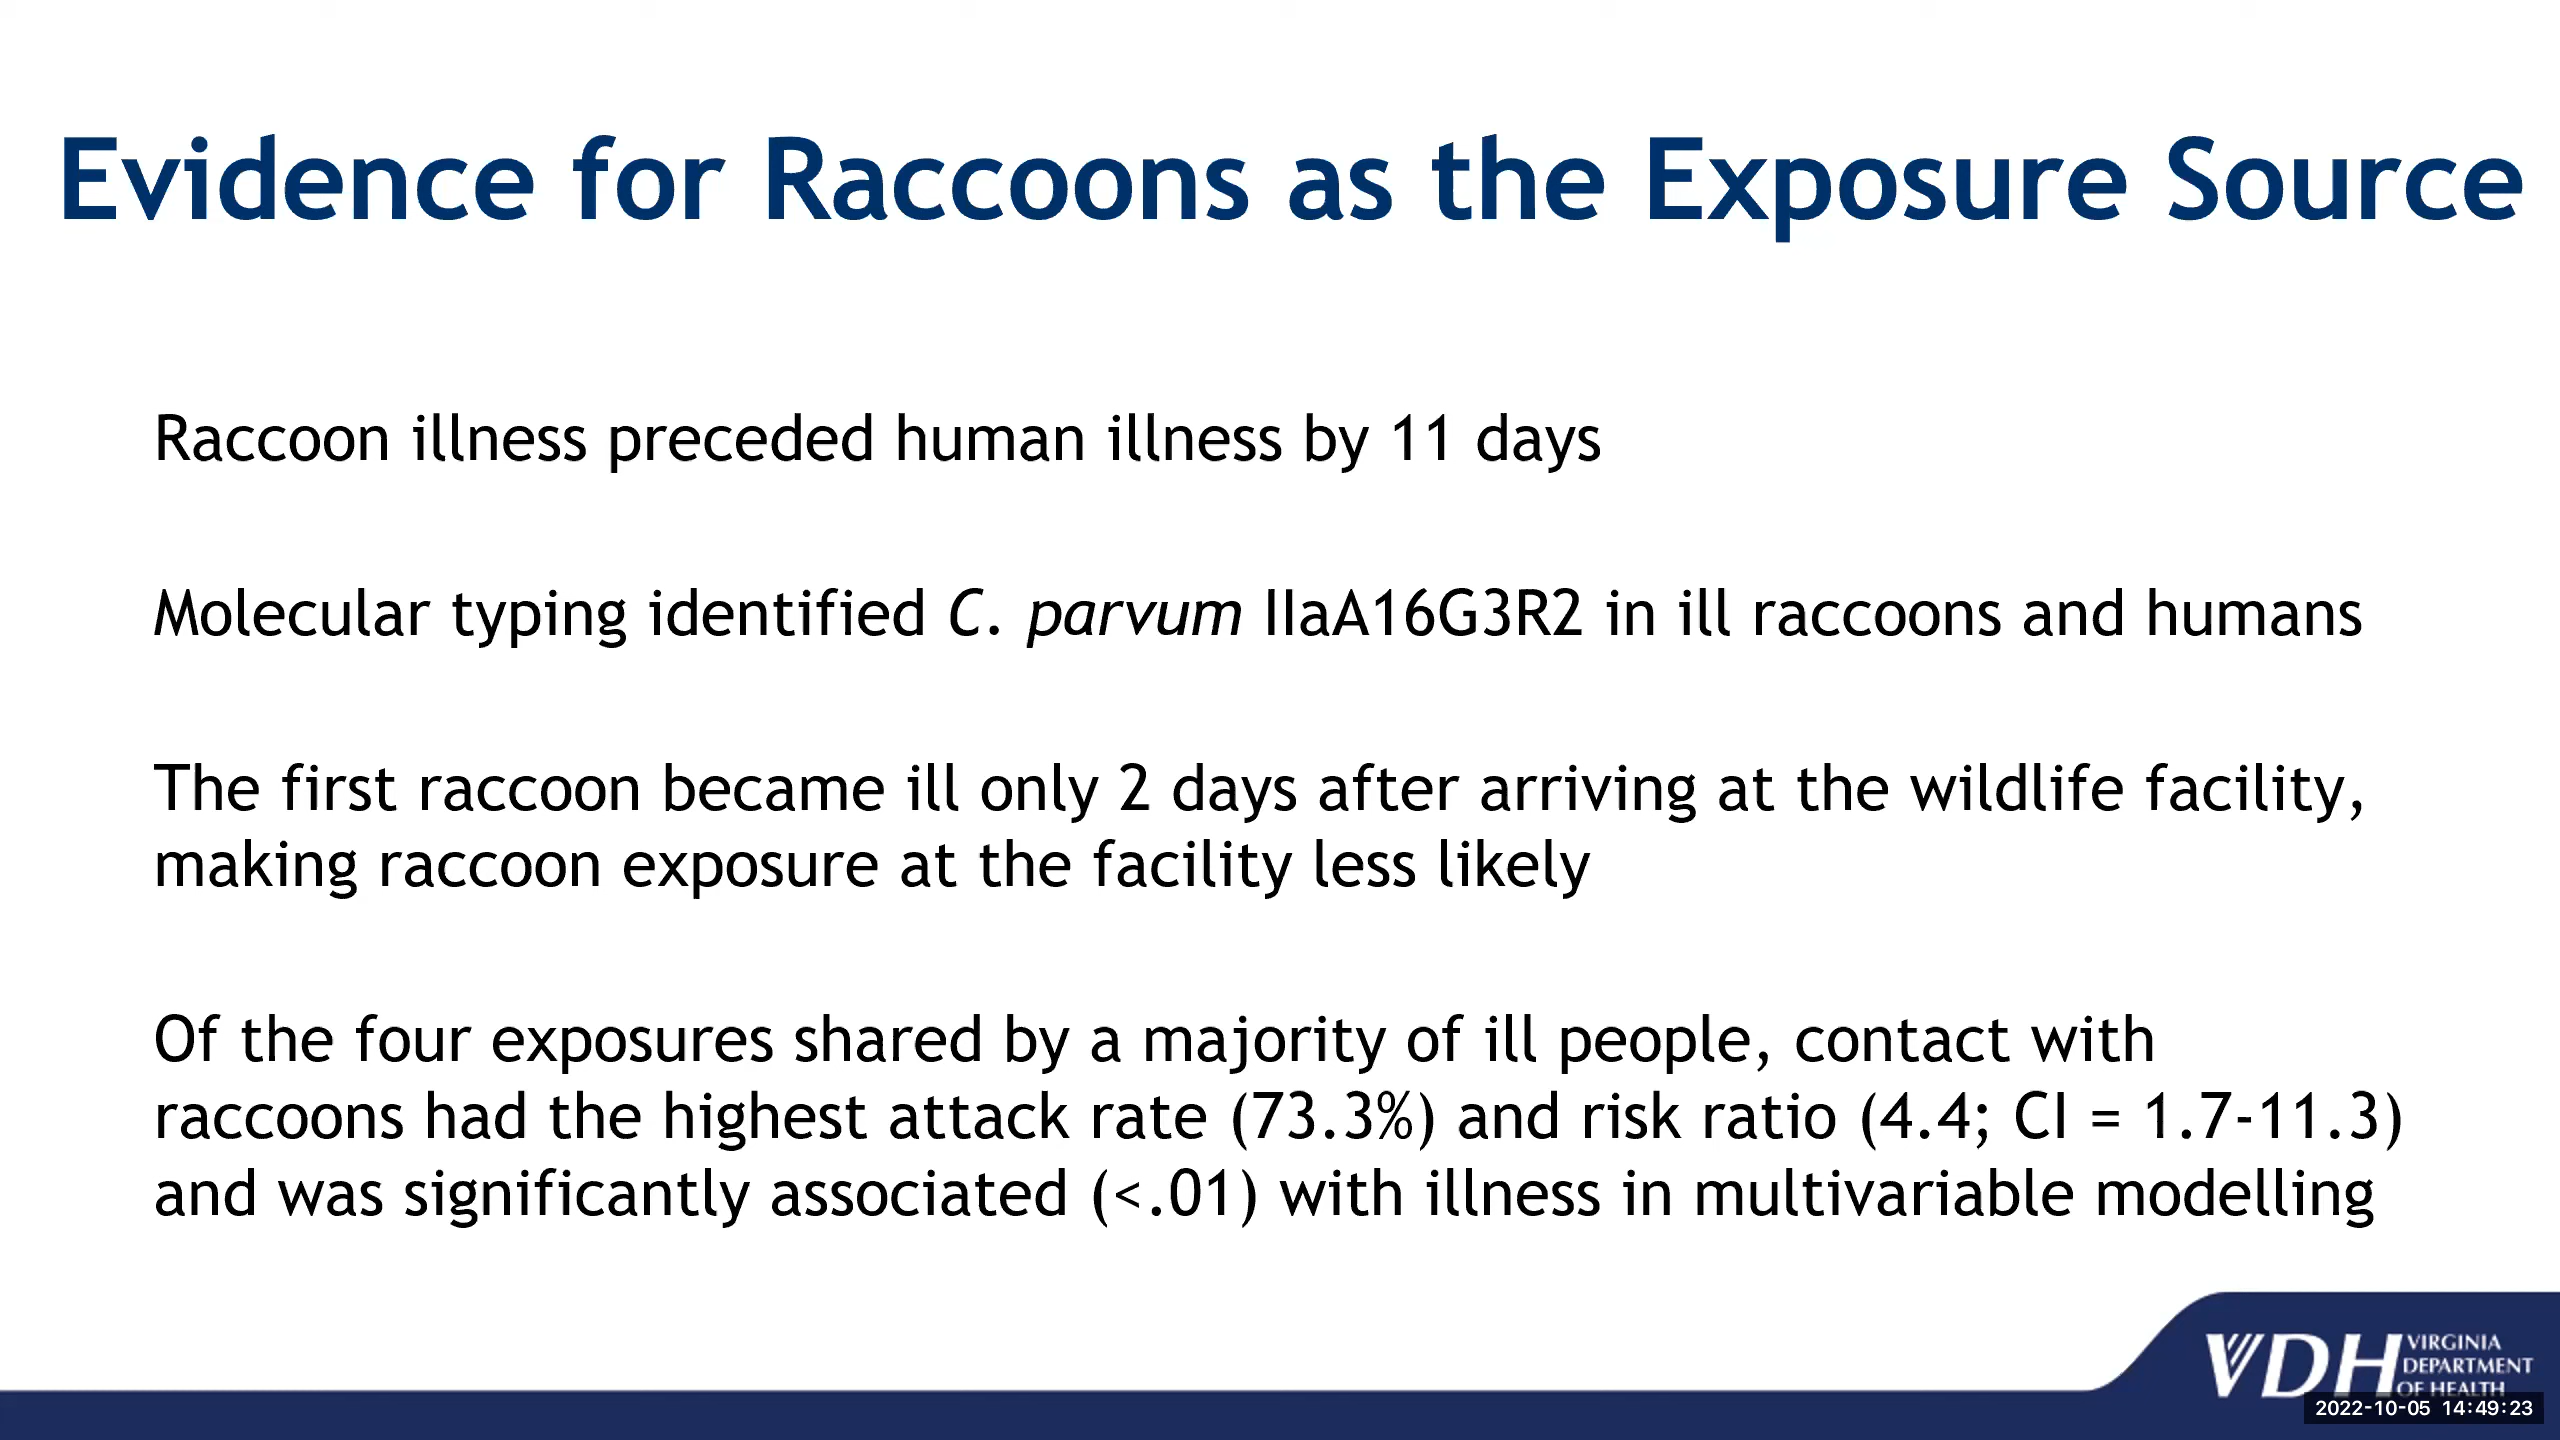 Evidence for Raccoons as the Exposure Source
Raccoon illness preceded human illness by 11 days
Molecular typing identified C. parvum IIaA16G3R2 in ill raccoons and humans
The first raccoon became ill only 2 days after arriving at the wildlife facility,
making raccoon exposure at the facility less likely
Of the four exposures shared by a majority of ill people, contact with
raccoons had the highest attack rate (73.3%) and risk ratio (4.4; CI = 1.7-11.3)
and was significantly associated (<.01) with illness in multivariable modelling
VDH VIRGINIA
DEPARTMENT
OF HEALTH
2022-10-05 14:49:23